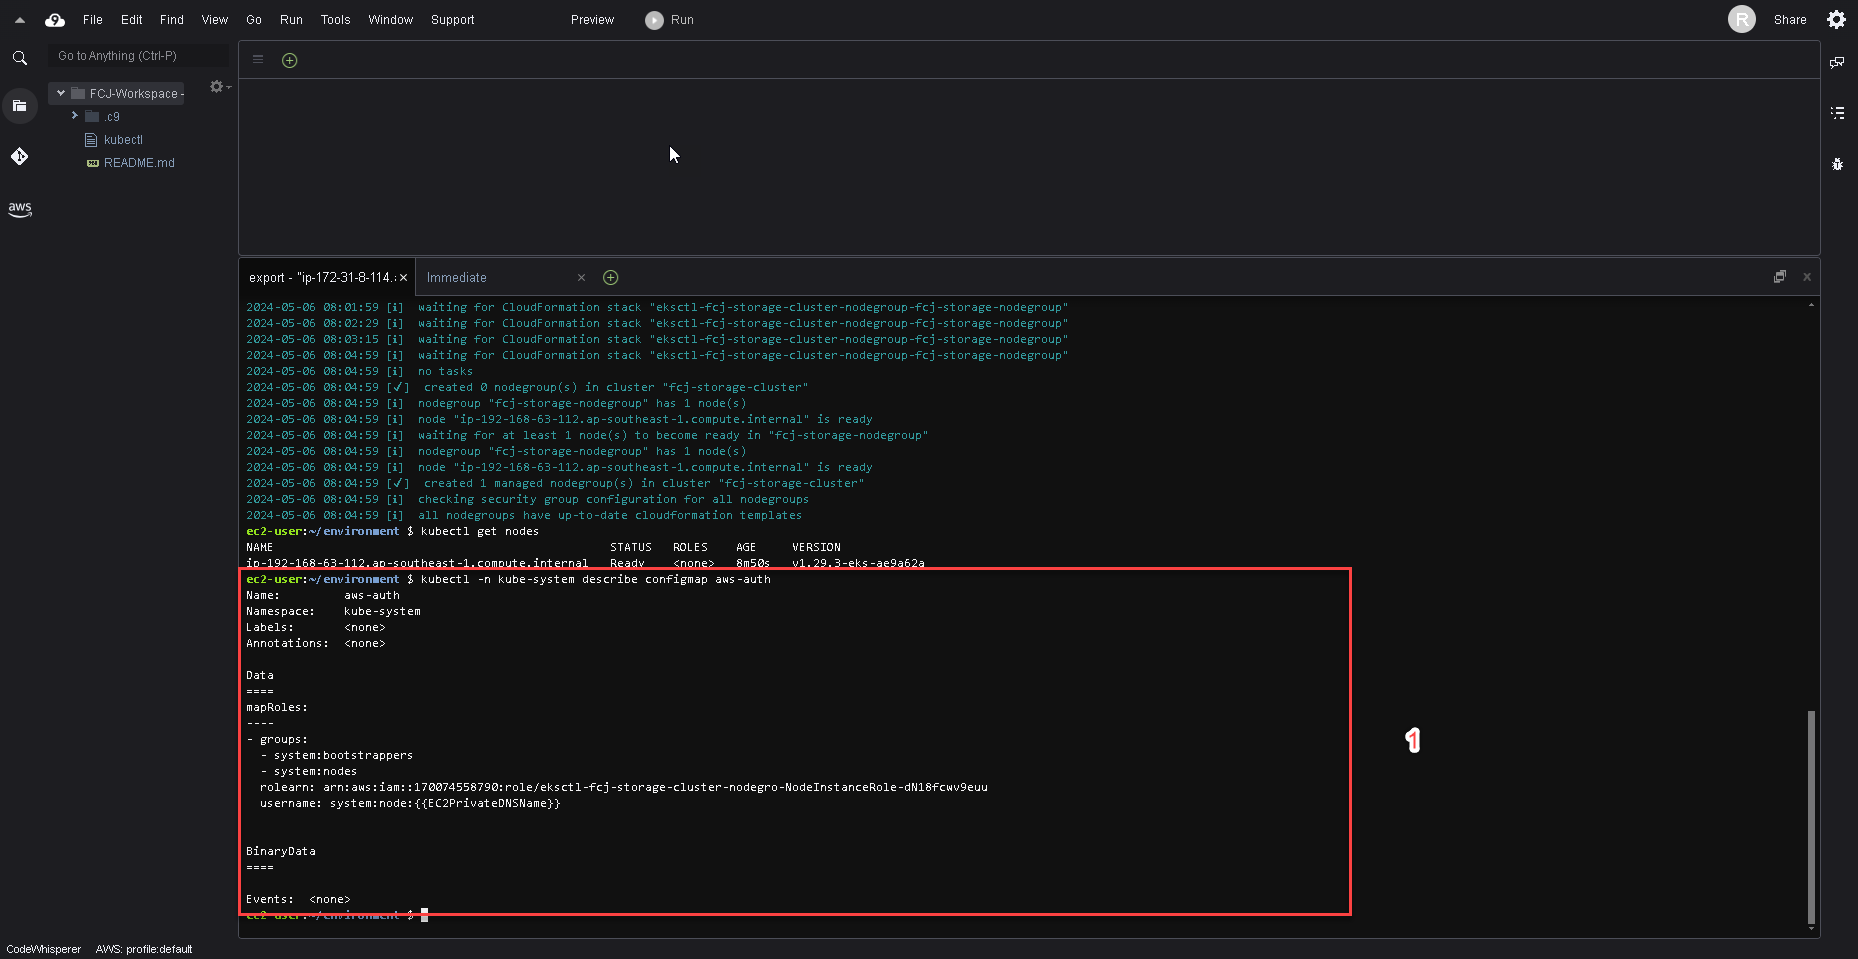 9 File Edit Find View Go Run Tools Window Support Preview Run R Share
Go to Anything (Ctrl-P)
FCJ-Workspace -
.c9
kubectl
README.md
aws
export - "ip-172-31-8-114.: Immediate
2024-05-06 08:01:59 [i]  waiting for CloudFormation stack "eksctl-fcj-storage-cluster-nodegroup-fcj-storage-nodegroup"
2024-05-06 08:02:29 [i]  waiting for CloudFormation stack "eksctl-fcj-storage-cluster-nodegroup-fcj-storage-nodegroup"
2024-05-06 08:03:15 [i]  waiting for CloudFormation stack "eksctl-fcj-storage-cluster-nodegroup-fcj-storage-nodegroup"
2024-05-06 08:04:59 [i]  waiting for CloudFormation stack "eksctl-fcj-storage-cluster-nodegroup-fcj-storage-nodegroup"
2024-05-06 08:04:59 [i]  no tasks
2024-05-06 08:04:59 [✓]  created 0 nodegroup(s) in cluster "fcj-storage-cluster"
2024-05-06 08:04:59 [i]  nodegroup "fcj-storage-nodegroup" has 1 node(s)
2024-05-06 08:04:59 [i]  node "ip-192-168-63-112.ap-southeast-1.compute.internal" is ready
2024-05-06 08:04:59 [i]  waiting for at least 1 node(s) to become ready in "fcj-storage-nodegroup"
2024-05-06 08:04:59 [i]  nodegroup "fcj-storage-nodegroup" has 1 node(s)
2024-05-06 08:04:59 [i]  node "ip-192-168-63-112.ap-southeast-1.compute.internal" is ready
2024-05-06 08:04:59 [✓]  created 1 managed nodegroup(s) in cluster "fcj-storage-cluster"
2024-05-06 08:04:59 [i]  checking security group configuration for all nodegroups
2024-05-06 08:04:59 [i]  all nodegroups have up-to-date cloudformation templates
ec2-user:~/environment $ kubectl get nodes
NAME STATUS ROLES AGE VERSION
ip-192-168-63-112.ap-southeast-1.compute.internal Ready <none> 8m50s v1.29.3-eks-ae9a62a
ec2-user:~/environment $ kubectl -n kube-system describe configmap aws-auth
Name: aws-auth
Namespace: kube-system
Labels: <none>
Annotations: <none>
Data
====
mapRoles:
----
- groups:
- system:bootstrappers
- system:nodes
rolearn: arn:aws:iam::170074558790:role/eksctl-fcj-storage-cluster-nodegro-NodeInstanceRole-dN18fcwv9euu
username: system:node:{{EC2PrivateDNSName}}
1
BinaryData
====
Events: <none>
ec2-user:~/environment $
CodeWhisperer AWS: profile:default